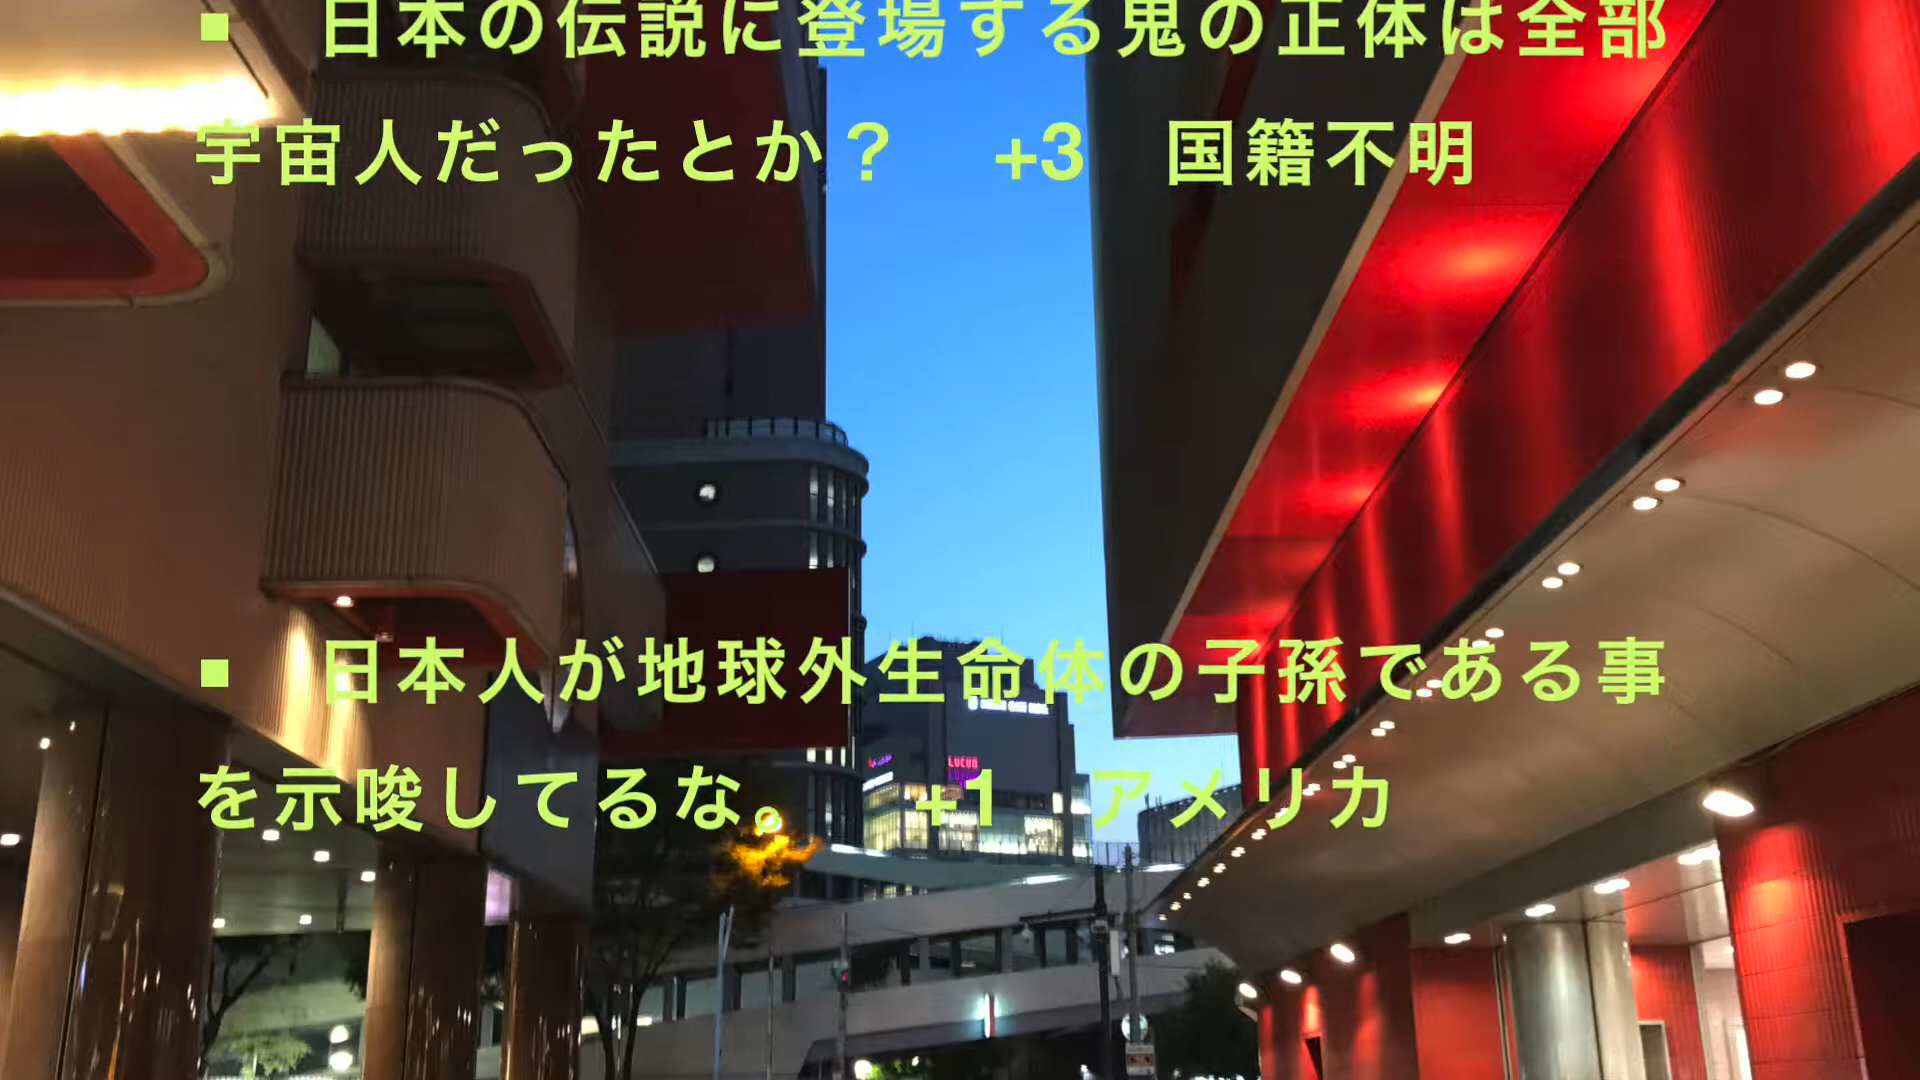 ■ 日本の伝説に登場する鬼の正体は全部
宇宙人だったとか？ +3 国籍不明
■ 日本人が地球外生命体の子孫である事
を示唆してるな。 +1 アメリカ
LUCUA